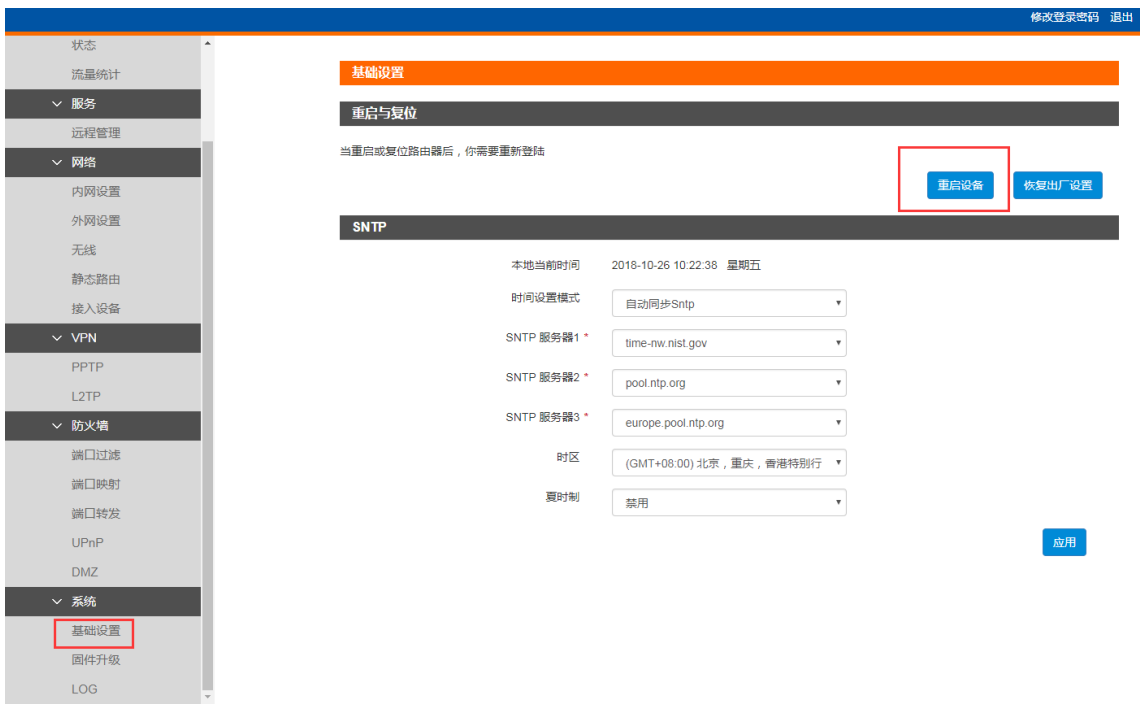 修改登录密码 退出
状态
流量统计
服务
远程管理
网络
内网设置
外网设置
无线
静态路由
接入设备
VPN
PPTP
L2TP
防火墙
端口过滤
端口映射
端口转发
UPnP
DMZ
系统
基础设置
固件升级
LOG
基础设置
重启与复位
当重启或复位路由器后，你需要重新登陆
重启设备 恢复出厂设置
SNTP
本地当前时间 2018-10-26 10:22:38 星期五
时间设置模式 自动同步Sntp
SNTP 服务器1 * time-nw.nist.gov
SNTP 服务器2 * pool.ntp.org
SNTP 服务器3 * europe.pool.ntp.org
时区 (GMT+08:00) 北京，重庆，香港特别行
夏时制 禁用
应用